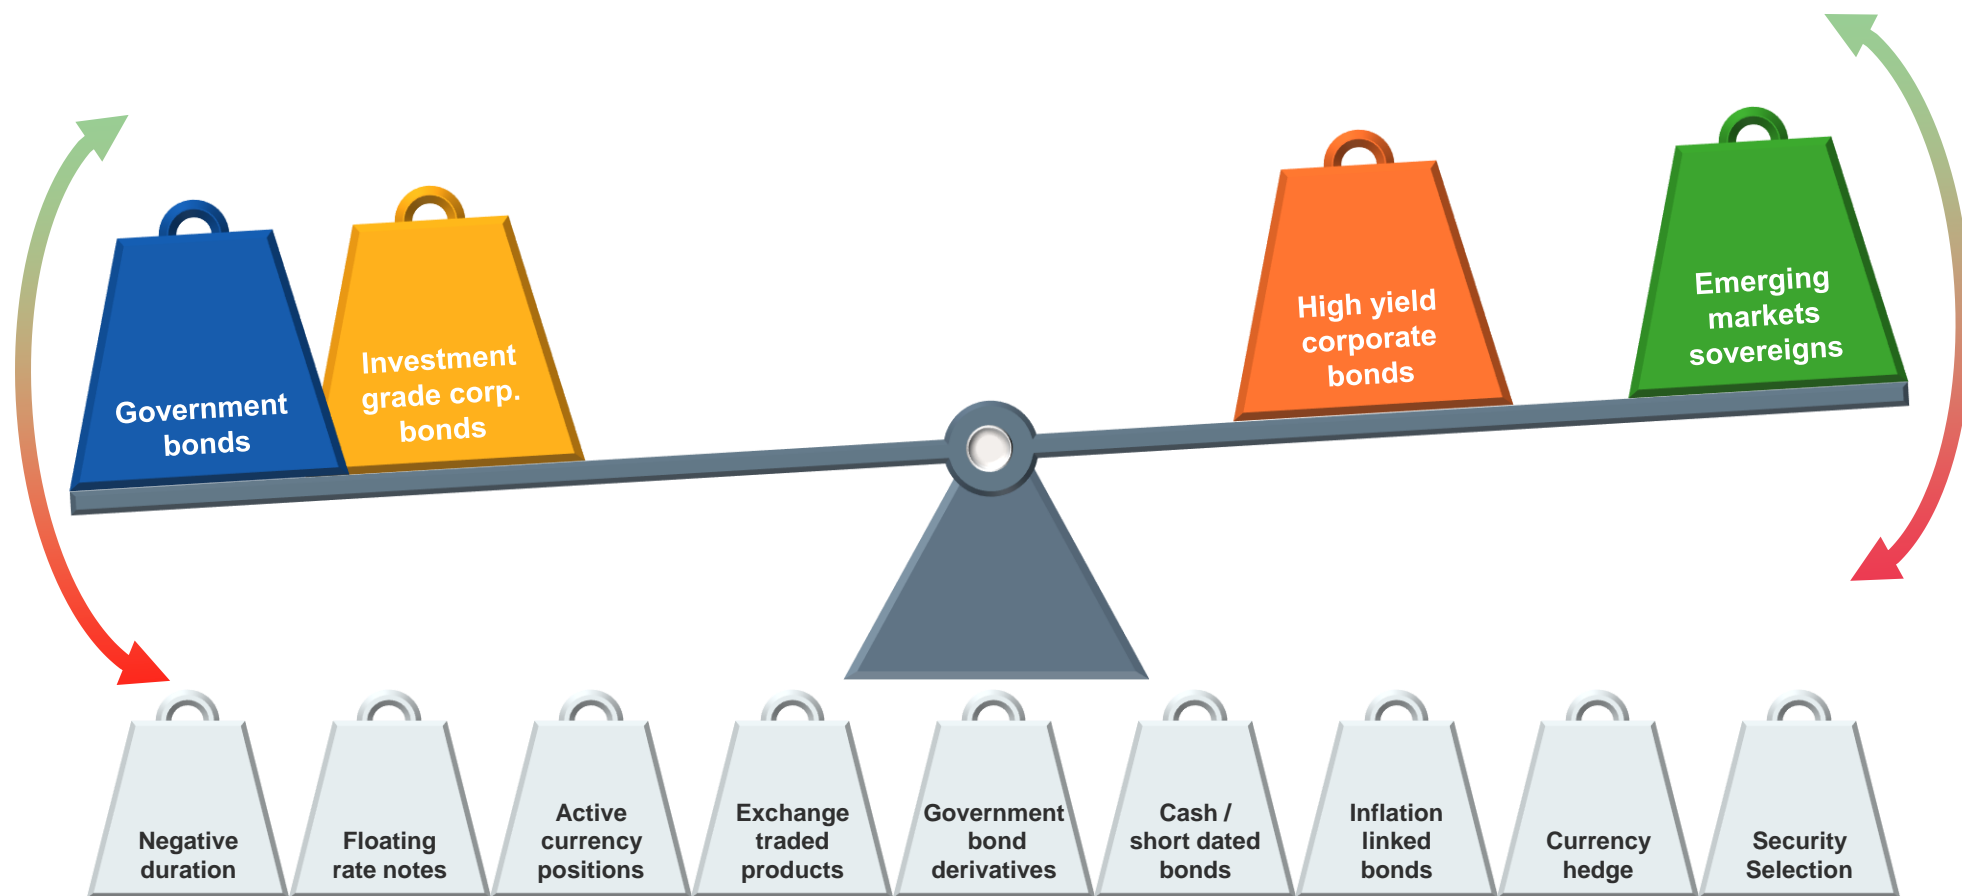 Government
bonds
Investment
grade corp.
bonds
High yield
corporate
bonds
Emerging
markets
sovereigns
Negative
duration
Floating
rate notes
Active
currency
positions
Exchange
traded
products
Government
bond
derivatives
Cash /
short dated
bonds
Inflation
linked
bonds
Currency
hedge
Security
Selection